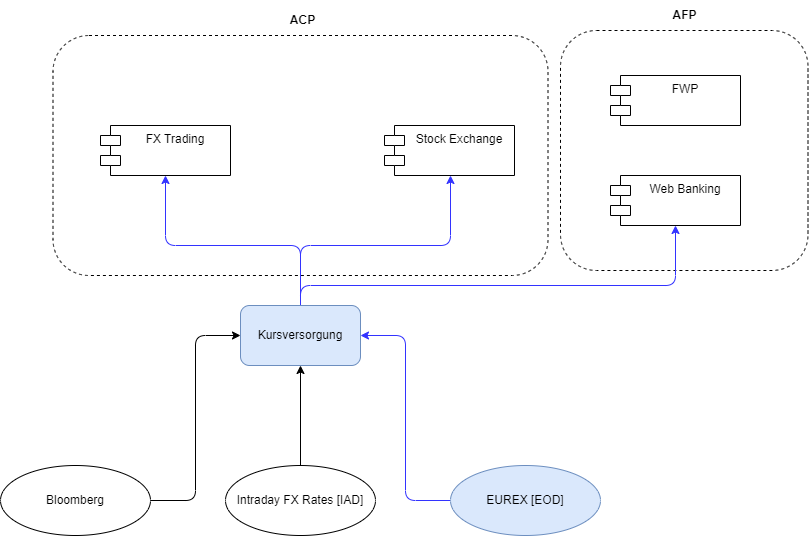 ACP
AFP
FWP
FX Trading
Stock Exchange
Web Banking
Kursversorgung
Bloomberg
Intraday FX Rates [IAD]
EUREX [EOD]